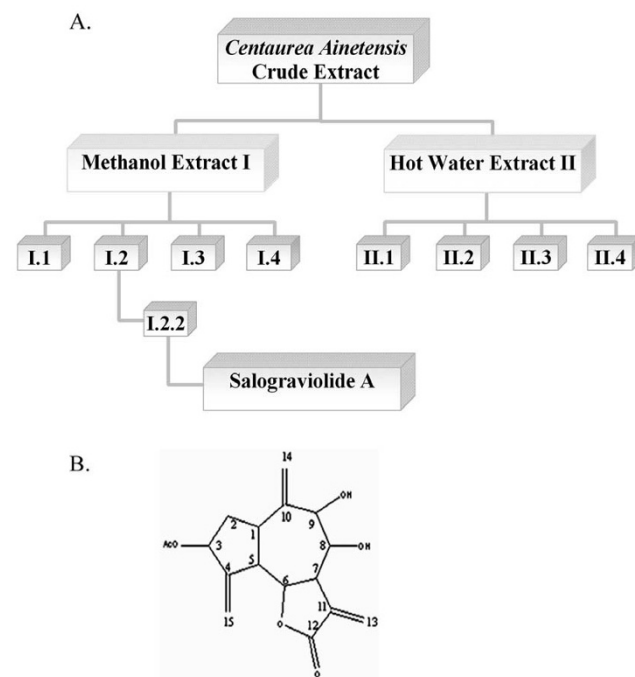 A.
Centaurea Ainetensis
Crude Extract
Methanol Extract I
Hot Water Extract II
I.1
I.2
I.3
I.4
II.1
II.2
II.3
II.4
I.2.2
Salograviolide A
B.
14
OH
2
10
9
1
8
OH
AcO
3
5
7
4
6
11
O
12
13
15
O